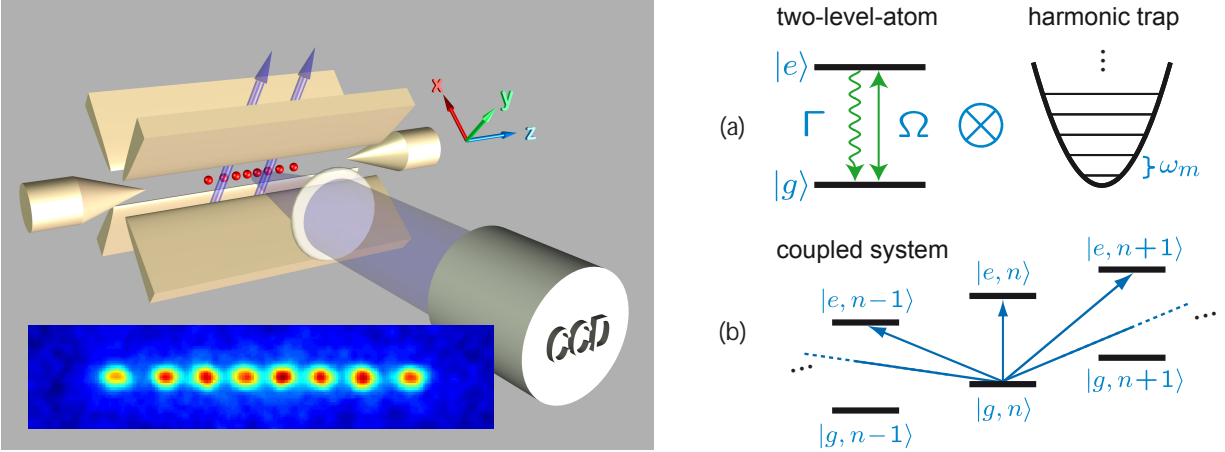 x
y
z
CCD
two-level-atom
harmonic trap
|e⟩
⋮
(a)
Γ
Ω
⊗
ω_m
|g⟩
coupled system
|e, n+1⟩
|e, n⟩
|e, n−1⟩
(b)
...
...
|g, n+1⟩
|g, n⟩
|g, n−1⟩